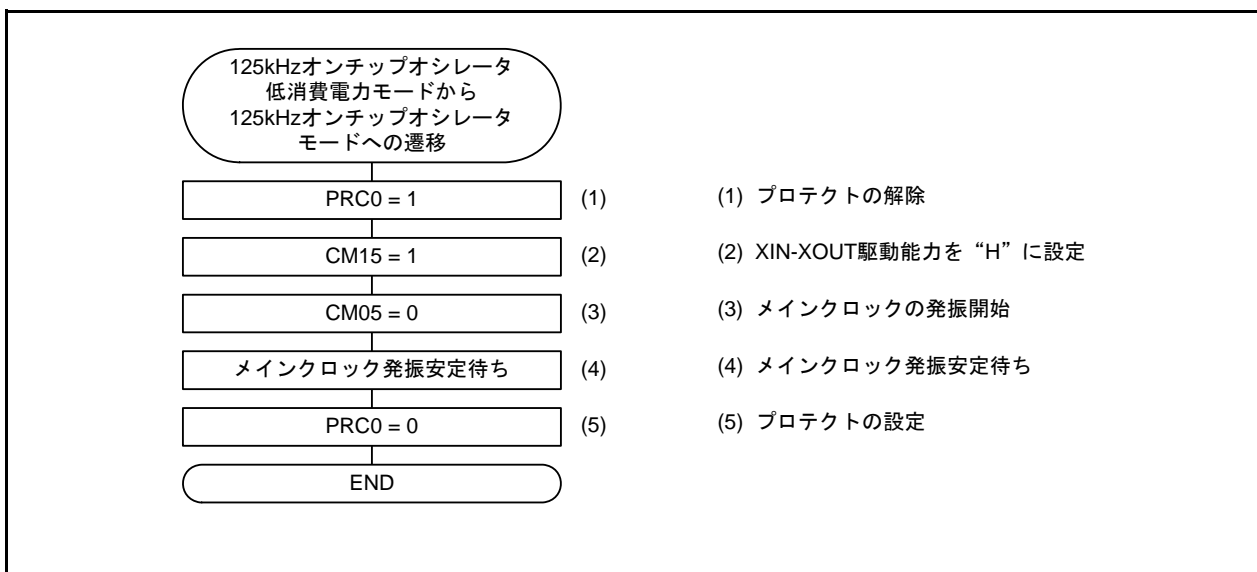 125kHzオンチップオシレータ
低消費電力モードから
125kHzオンチップオシレータ
モードへの遷移
PRC0 = 1 (1) (1) プロテクトの解除
CM15 = 1 (2) (2) XIN-XOUT駆動能力を“H”に設定
CM05 = 0 (3) (3) メインクロックの発振開始
メインクロック発振安定待ち (4) (4) メインクロック発振安定待ち
PRC0 = 0 (5) (5) プロテクトの設定
END